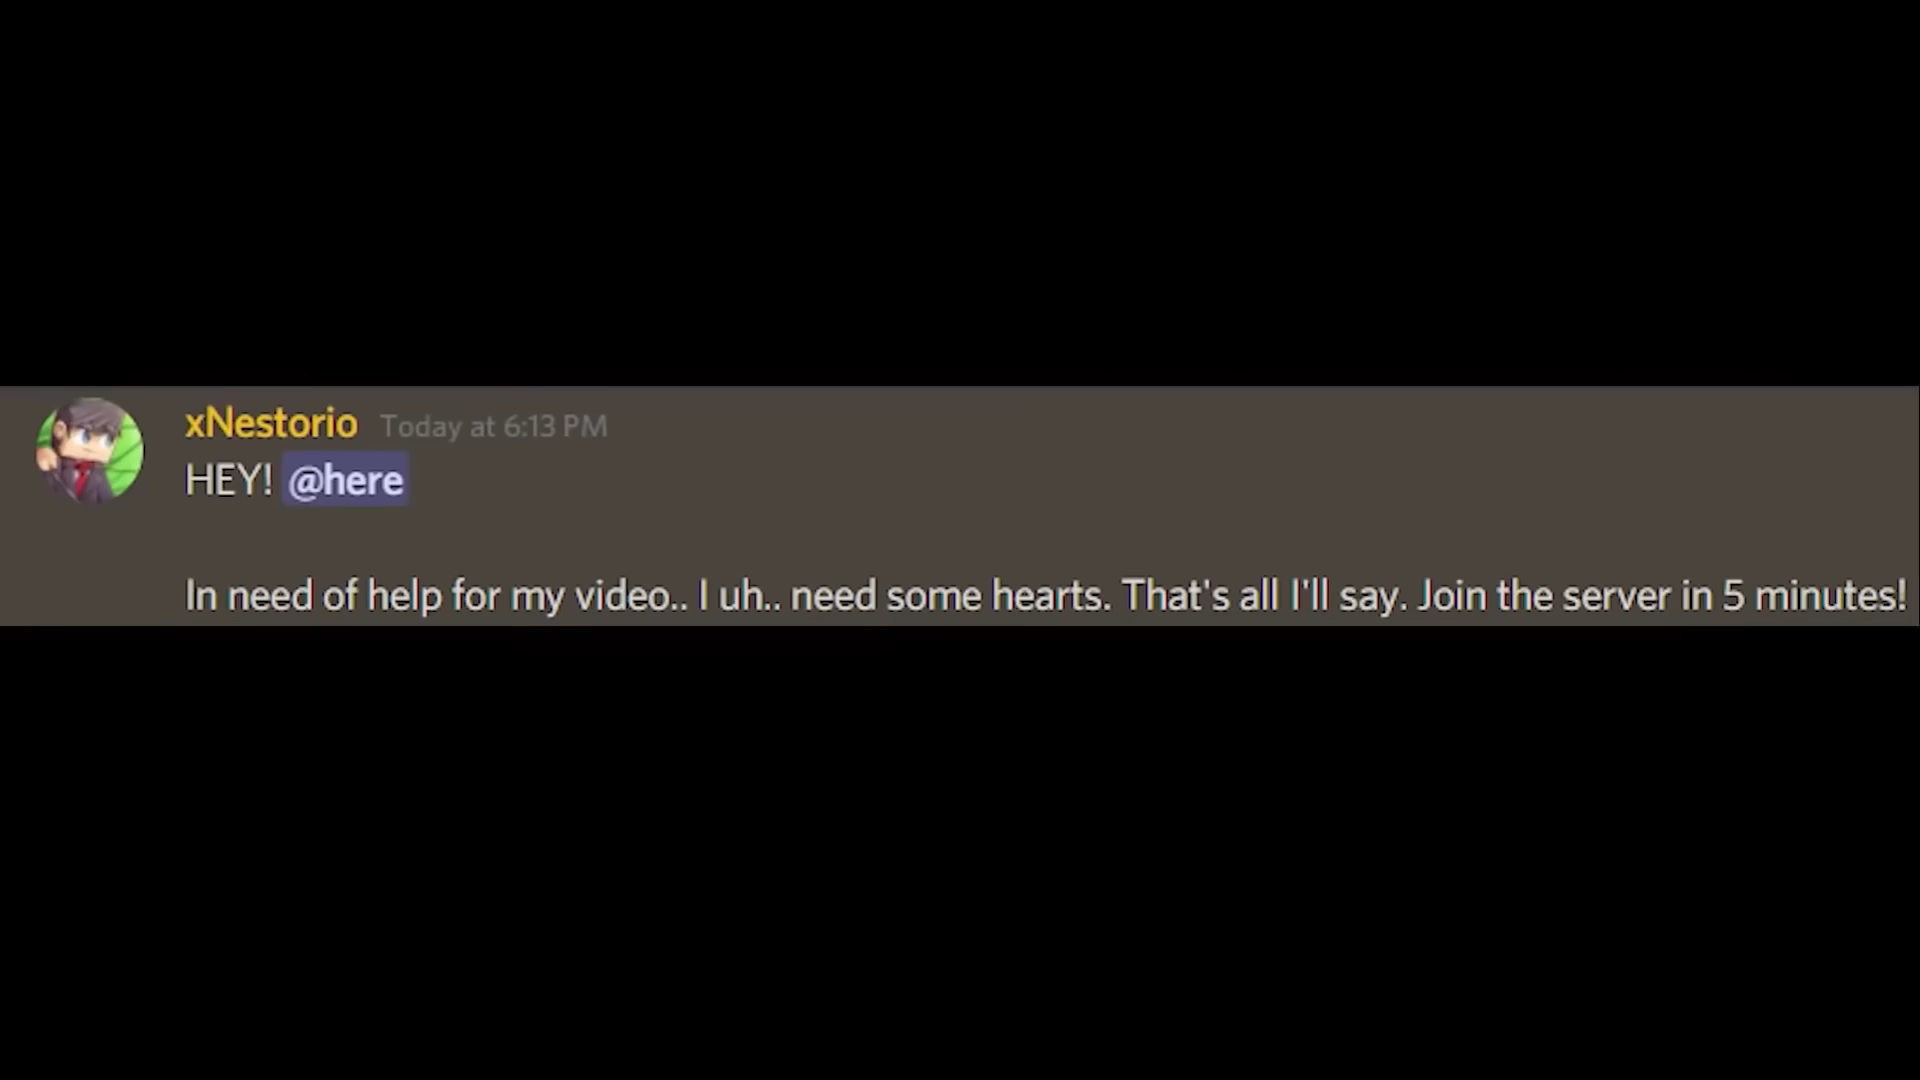 xNestorio Today at 6:13 PM
HEY! @here
In need of help for my video.. I uh.. need some hearts. That's all I'll say. Join the server in 5 minutes!